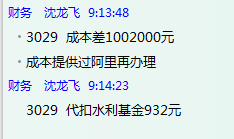 财务 沈龙飞 9:13:48
3029 成本差1002000元
成本提供过阿里再办理
财务 沈龙飞 9:14:23
3029 代扣水利基金932元